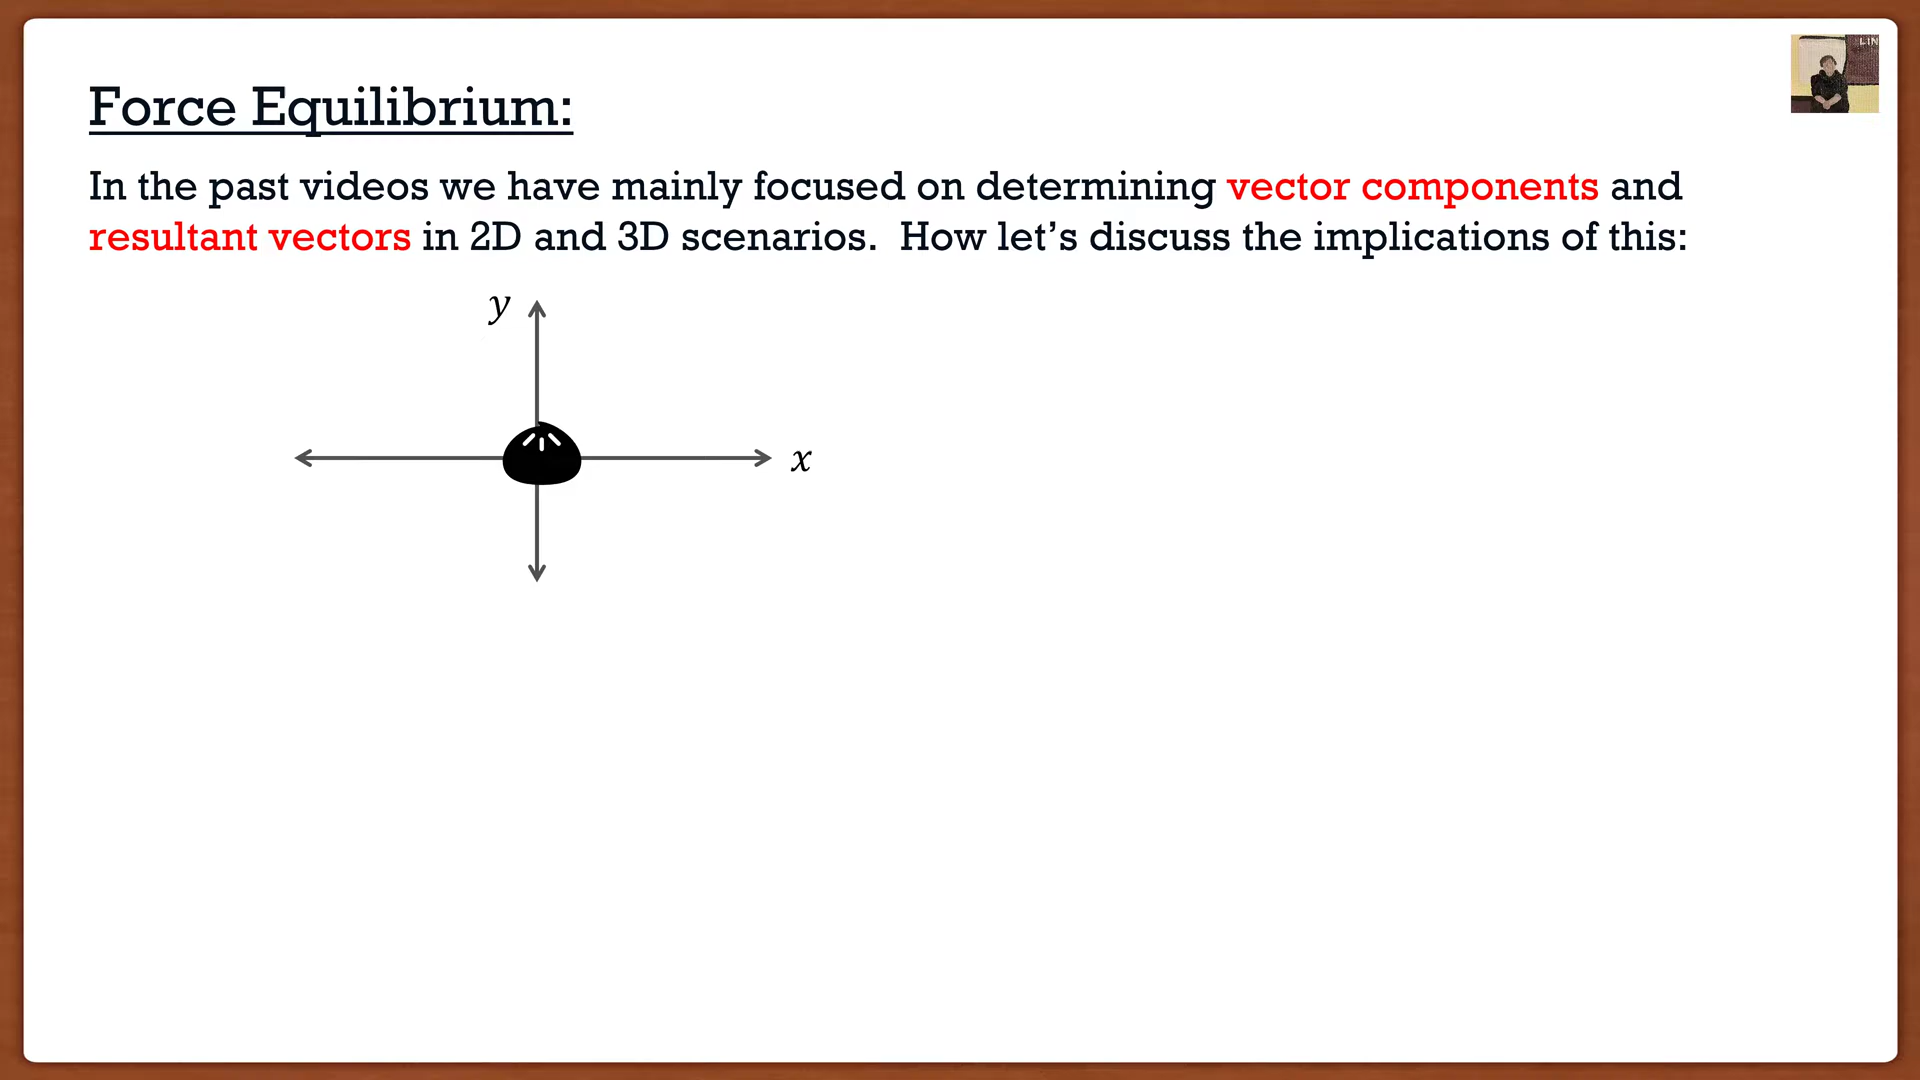 Force Equilibrium:
In the past videos we have mainly focused on determining vector components and
resultant vectors in 2D and 3D scenarios.  How let’s discuss the implications of this:
y
x
LIN